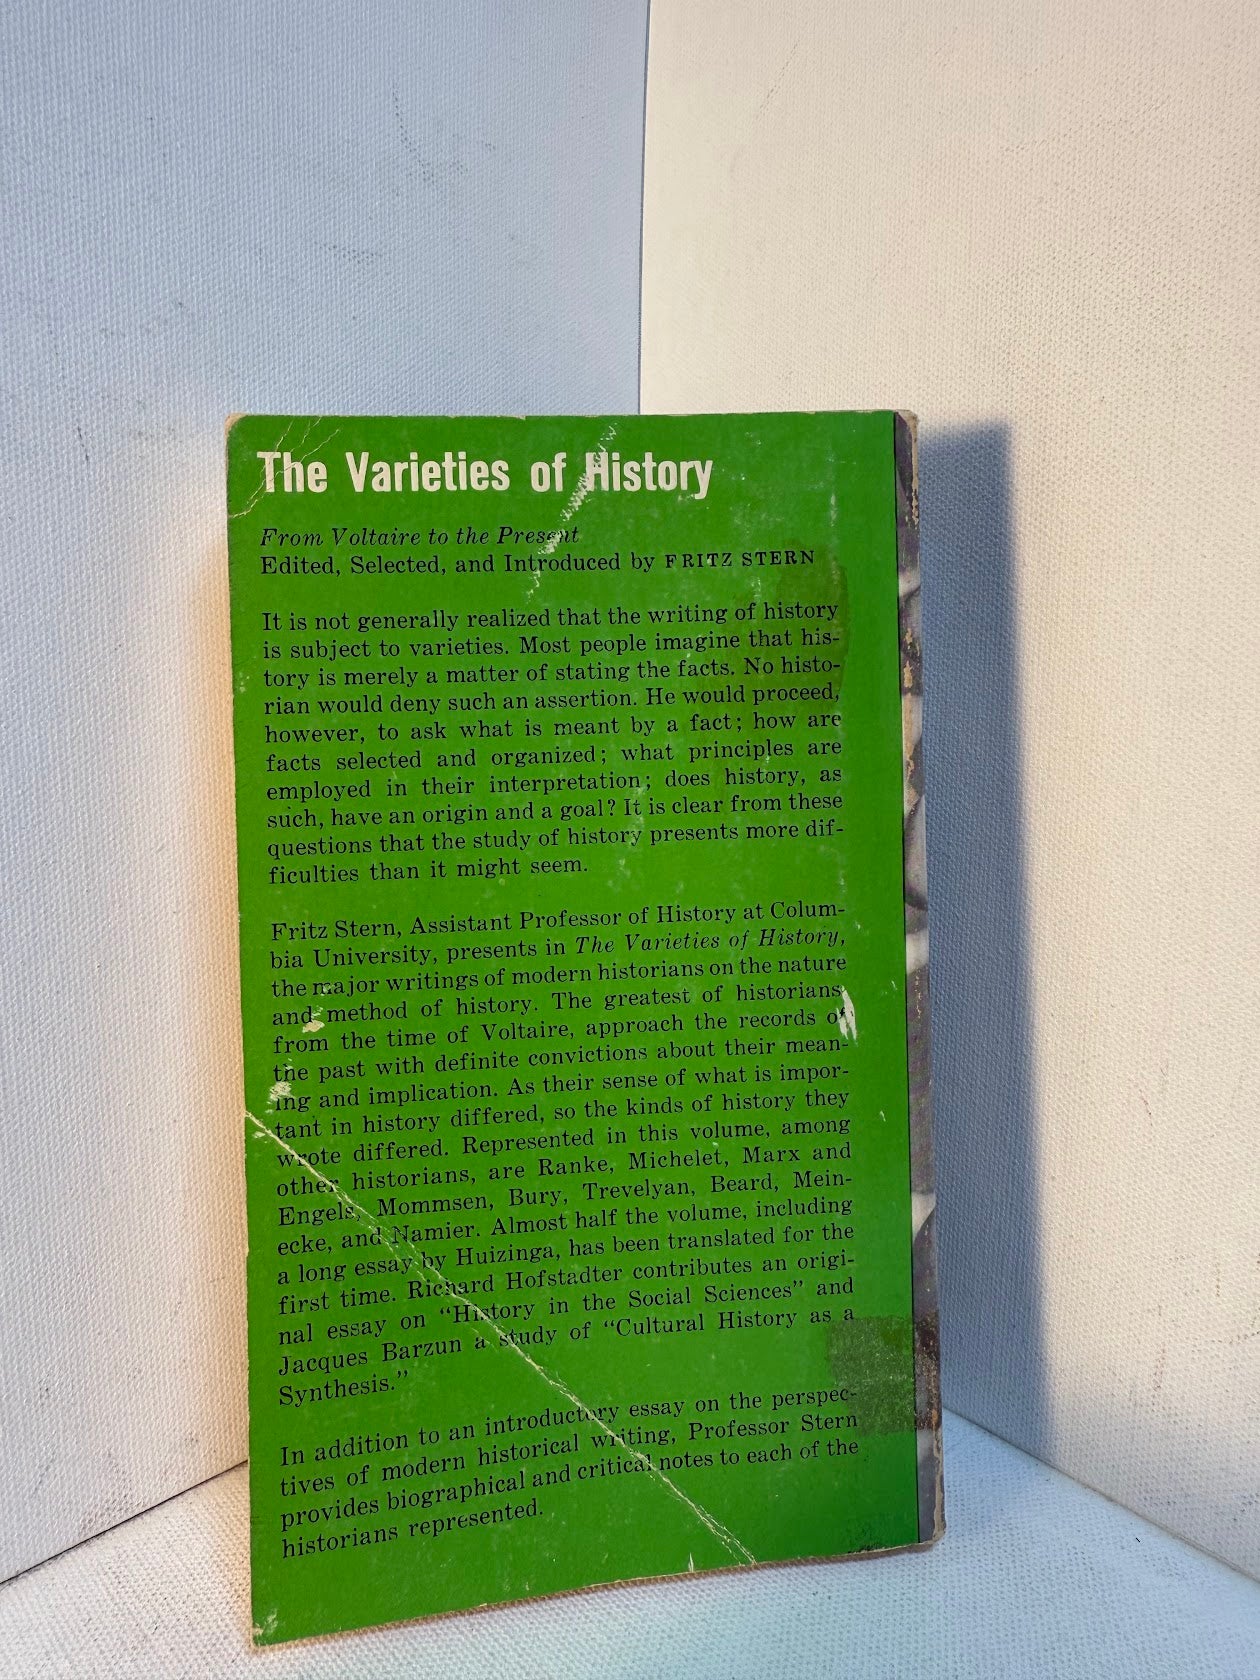 The Varieties of History
From Voltaire to the Present
Edited, Selected, and Introduced by FRITZ STERN
It is not generally realized that the writing of history
is subject to varieties. Most people imagine that his-
tory is merely a matter of stating the facts. No histo-
rian would deny such an assertion. He would proceed,
however, to ask what is meant by a fact; how are
facts selected and organized; what principles are
employed in their interpretation; does history, as
such, have an origin and a goal? It is clear from these
questions that the study of history presents more dif-
ficulties than it might seem.
Fritz Stern, Assistant Professor of History at Colum-
bia University, presents in The Varieties of History,
the major writings of modern historians on the nature
and method of history. The greatest of historians,
from the time of Voltaire, approach the records of
the past with definite convictions about their mean-
ing and implication. As their sense of what is impor-
tant in history differed, so the kinds of history they
wrote differed. Represented in this volume, among
other historians, are Ranke, Michelet, Marx and
Engels, Mommsen, Bury, Trevelyan, Beard, Mein-
ecke, and Namier. Almost half the volume, including
a long essay by Huizinga, has been translated for the
first time. Richard Hofstadter contributes an origi-
nal essay on "History in the Social Sciences" and
Jacques Barzun a study of "Cultural History as a
Synthesis."
In addition to an introductory essay on the perspec-
tives of modern historical writing, Professor Stern
provides biographical and critical notes to each of the
historians represented.